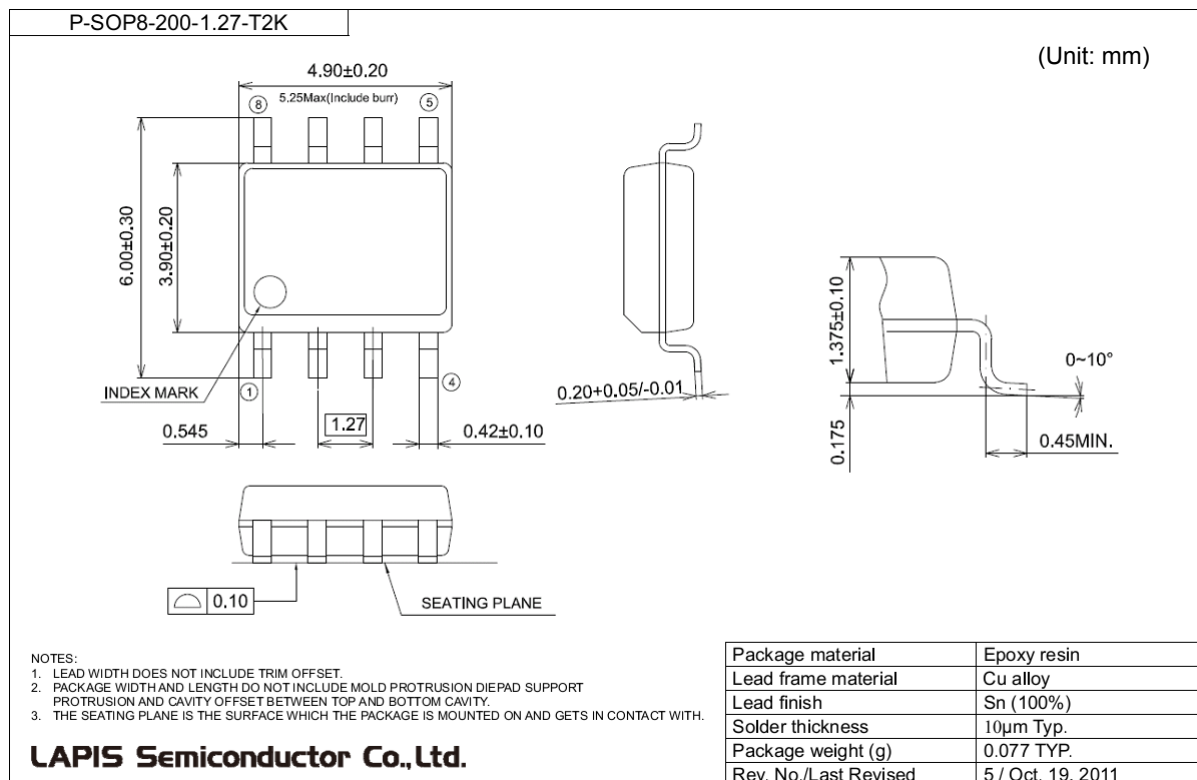 P-SOP8-200-1.27-T2K
(Unit: mm)
4.90±0.20
5.25Max(Include burr)
8
5
6.00±0.30
3.90±0.20
INDEX MARK
1
4
0.545
1.27
0.42±0.10
0.20+0.05/-0.01
1.375±0.10
0.175
0~10°
0.45MIN.
0.10
SEATING PLANE
NOTES:
1. LEAD WIDTH DOES NOT INCLUDE TRIM OFFSET.
2. PACKAGE WIDTH AND LENGTH DO NOT INCLUDE MOLD PROTRUSION DIEPAD SUPPORT
PROTRUSION AND CAVITY OFFSET BETWEEN TOP AND BOTTOM CAVITY.
3. THE SEATING PLANE IS THE SURFACE WHICH THE PACKAGE IS MOUNTED ON AND GETS IN CONTACT WITH.
LAPIS Semiconductor Co.,Ltd.
Package material Epoxy resin
Lead frame material Cu alloy
Lead finish Sn (100%)
Solder thickness 10μm Typ.
Package weight (g) 0.077 TYP.
Rev. No./Last Revised 5 / Oct. 19, 2011